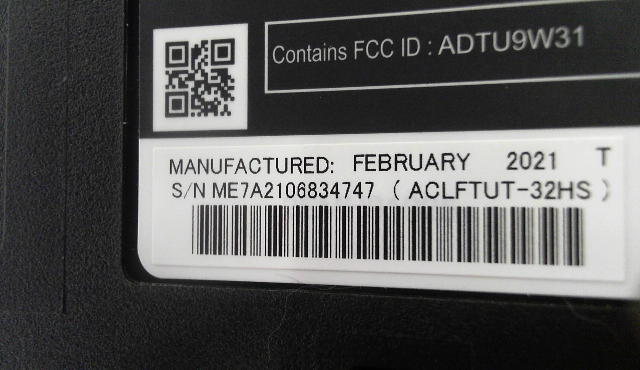 Contains FCC ID : ADTU9W31
MANUFACTURED: FEBRUARY 2021 T
S/N ME7A2106834747 ( ACLFTUT-32HS )